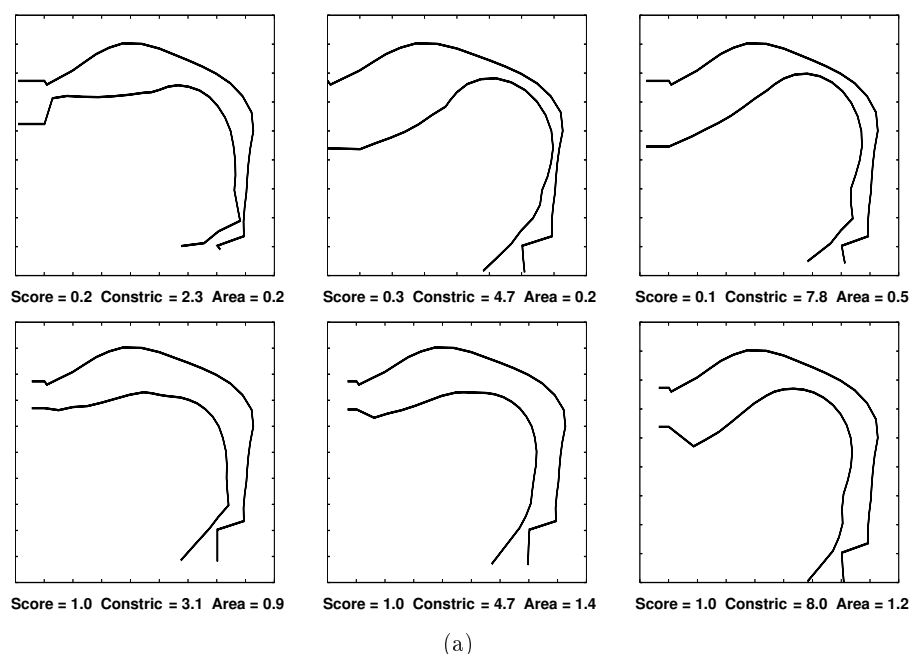 Score = 0.2 Constric = 2.3 Area = 0.2
Score = 0.3 Constric = 4.7 Area = 0.2
Score = 0.1 Constric = 7.8 Area = 0.5
Score = 1.0 Constric = 3.1 Area = 0.9
Score = 1.0 Constric = 4.7 Area = 1.4
Score = 1.0 Constric = 8.0 Area = 1.2
(a)